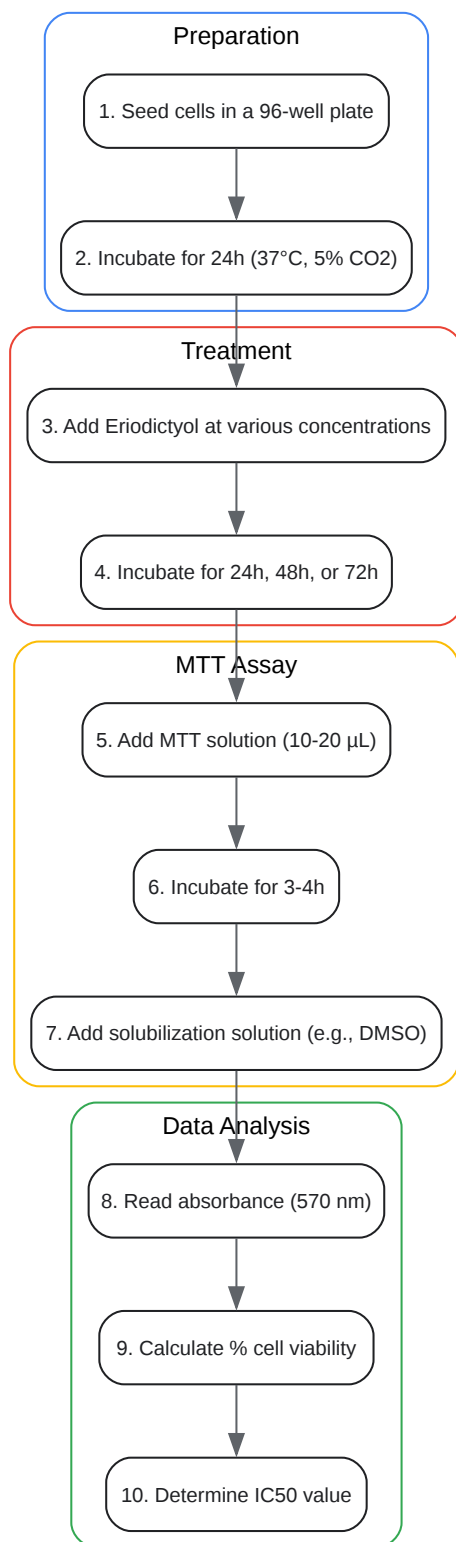 Preparation
1. Seed cells in a 96-well plate
2. Incubate for 24h (37°C, 5% CO2)
Treatment
3. Add Eriodictyol at various concentrations
4. Incubate for 24h, 48h, or 72h
MTT Assay
5. Add MTT solution (10-20 µL)
6. Incubate for 3-4h
7. Add solubilization solution (e.g., DMSO)
Data Analysis
8. Read absorbance (570 nm)
9. Calculate % cell viability
10. Determine IC50 value